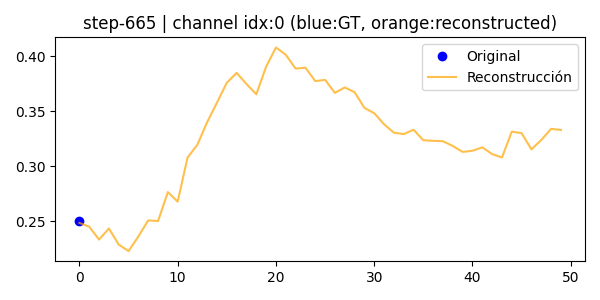 step-665 | channel idx:0 (blue:GT, orange:reconstructed)
Original
Reconstrucción
0.40
0.35
0.30
0.25
0 10 20 30 40 50